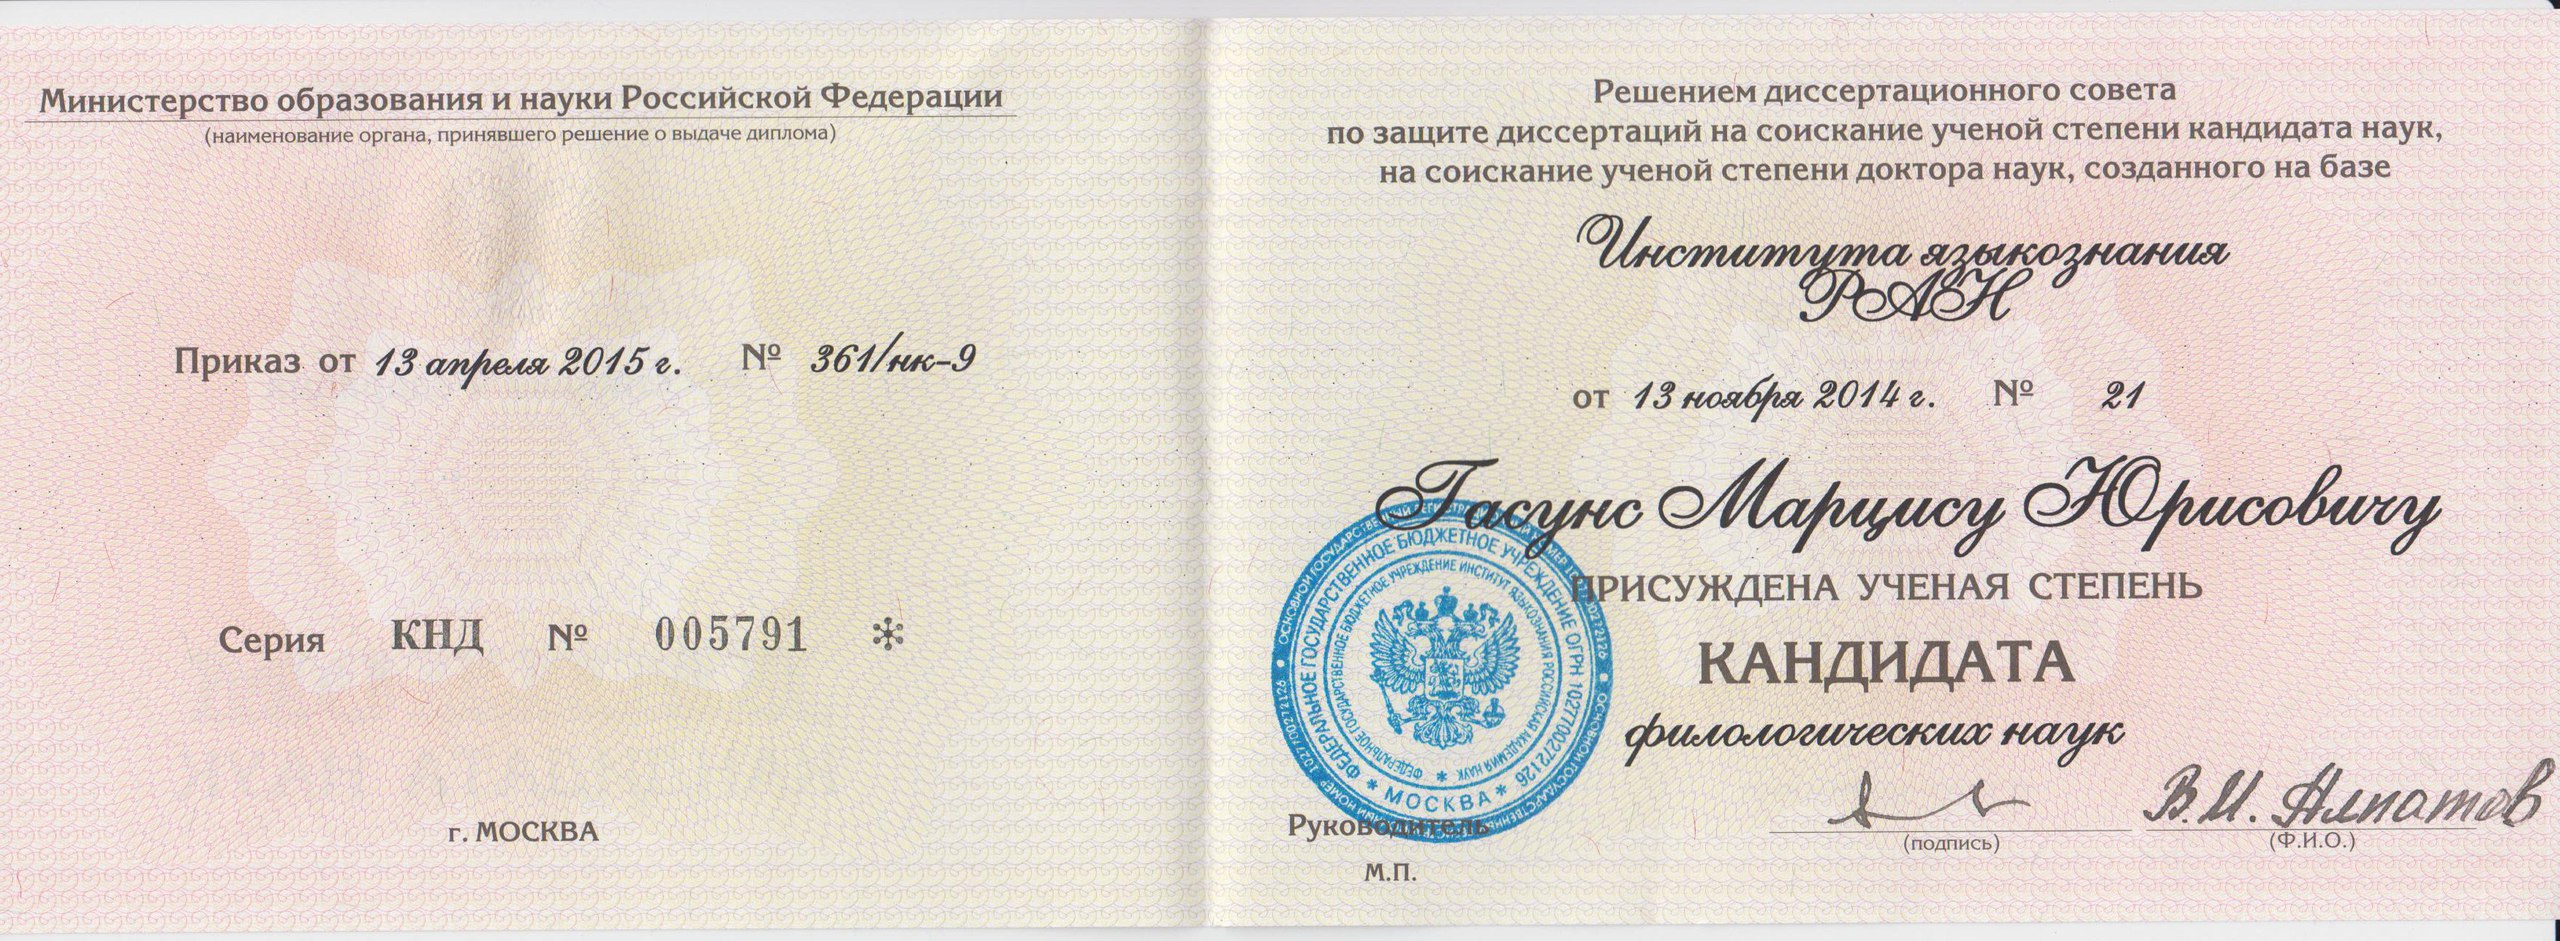 Министерство образования и науки Российской Федерации
(наименование органа, принявшего решение о выдаче диплома)
Приказ от 13 апреля 2015 г. № 361/нк-9
Серия КНД № 005791 *
г. МОСКВА
Решением диссертационного совета
по защите диссертаций на соискание ученой степени кандидата наук,
на соискание ученой степени доктора наук, созданного на базе
Института языкознания
РАН
от 13 ноября 2014 г. № 21
Гасунс Марцису Юрисовичу
ПРИСУЖДЕНА УЧЕНАЯ СТЕПЕНЬ
КАНДИДАТА
филологических наук
Руководитель
В.И. Алпатов
(подпись) (Ф.И.О.)
М.П.
ФЕДЕРАЛЬНОЕ ГОСУДАРСТВЕННОЕ БЮДЖЕТНОЕ УЧРЕЖДЕНИЕ ОГРН 1027700272126
* МОСКВА *
ФЕДЕРАЛЬНОЕ ГОСУДАРСТВЕННОЕ БЮДЖЕТНОЕ УЧРЕЖДЕНИЕ ИНСТИТУТ ЯЗЫКОЗНАНИЯ РОССИЙСКАЯ АКАДЕМИЯ НАУК *